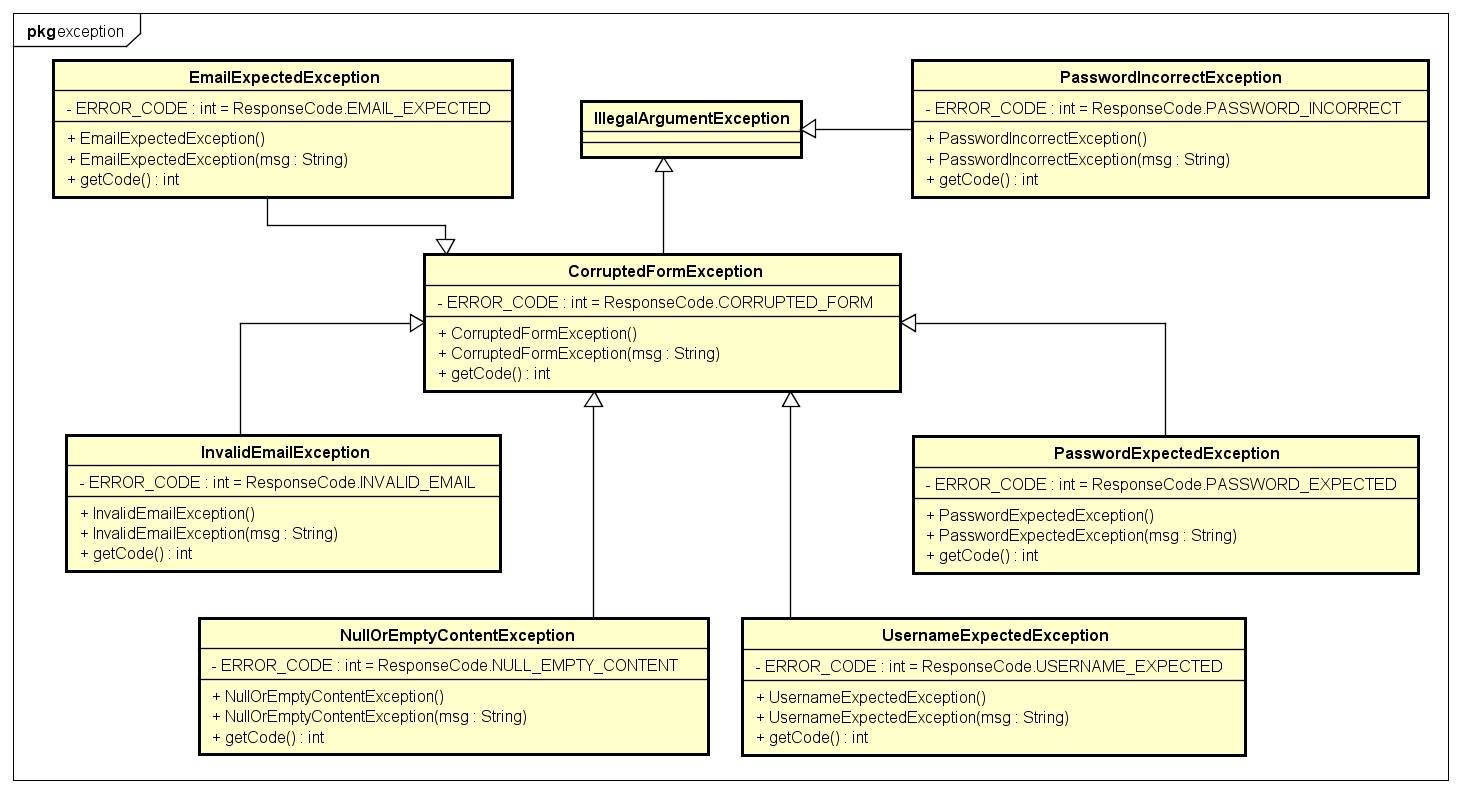 pkg exception
EmailExpectedException
- ERROR_CODE : int = ResponseCode.EMAIL_EXPECTED
+ EmailExpectedException()
+ EmailExpectedException(msg : String)
+ getCode() : int
IllegalArgumentException
PasswordIncorrectException
- ERROR_CODE : int = ResponseCode.PASSWORD_INCORRECT
+ PasswordIncorrectException()
+ PasswordIncorrectException(msg : String)
+ getCode() : int
CorruptedFormException
- ERROR_CODE : int = ResponseCode.CORRUPTED_FORM
+ CorruptedFormException()
+ CorruptedFormException(msg : String)
+ getCode() : int
InvalidEmailException
- ERROR_CODE : int = ResponseCode.INVALID_EMAIL
+ InvalidEmailException()
+ InvalidEmailException(msg : String)
+ getCode() : int
PasswordExpectedException
- ERROR_CODE : int = ResponseCode.PASSWORD_EXPECTED
+ PasswordExpectedException()
+ PasswordExpectedException(msg : String)
+ getCode() : int
NullOrEmptyContentException
- ERROR_CODE : int = ResponseCode.NULL_EMPTY_CONTENT
+ NullOrEmptyContentException()
+ NullOrEmptyContentException(msg : String)
+ getCode() : int
UsernameExpectedException
- ERROR_CODE : int = ResponseCode.USERNAME_EXPECTED
+ UsernameExpectedException()
+ UsernameExpectedException(msg : String)
+ getCode() : int